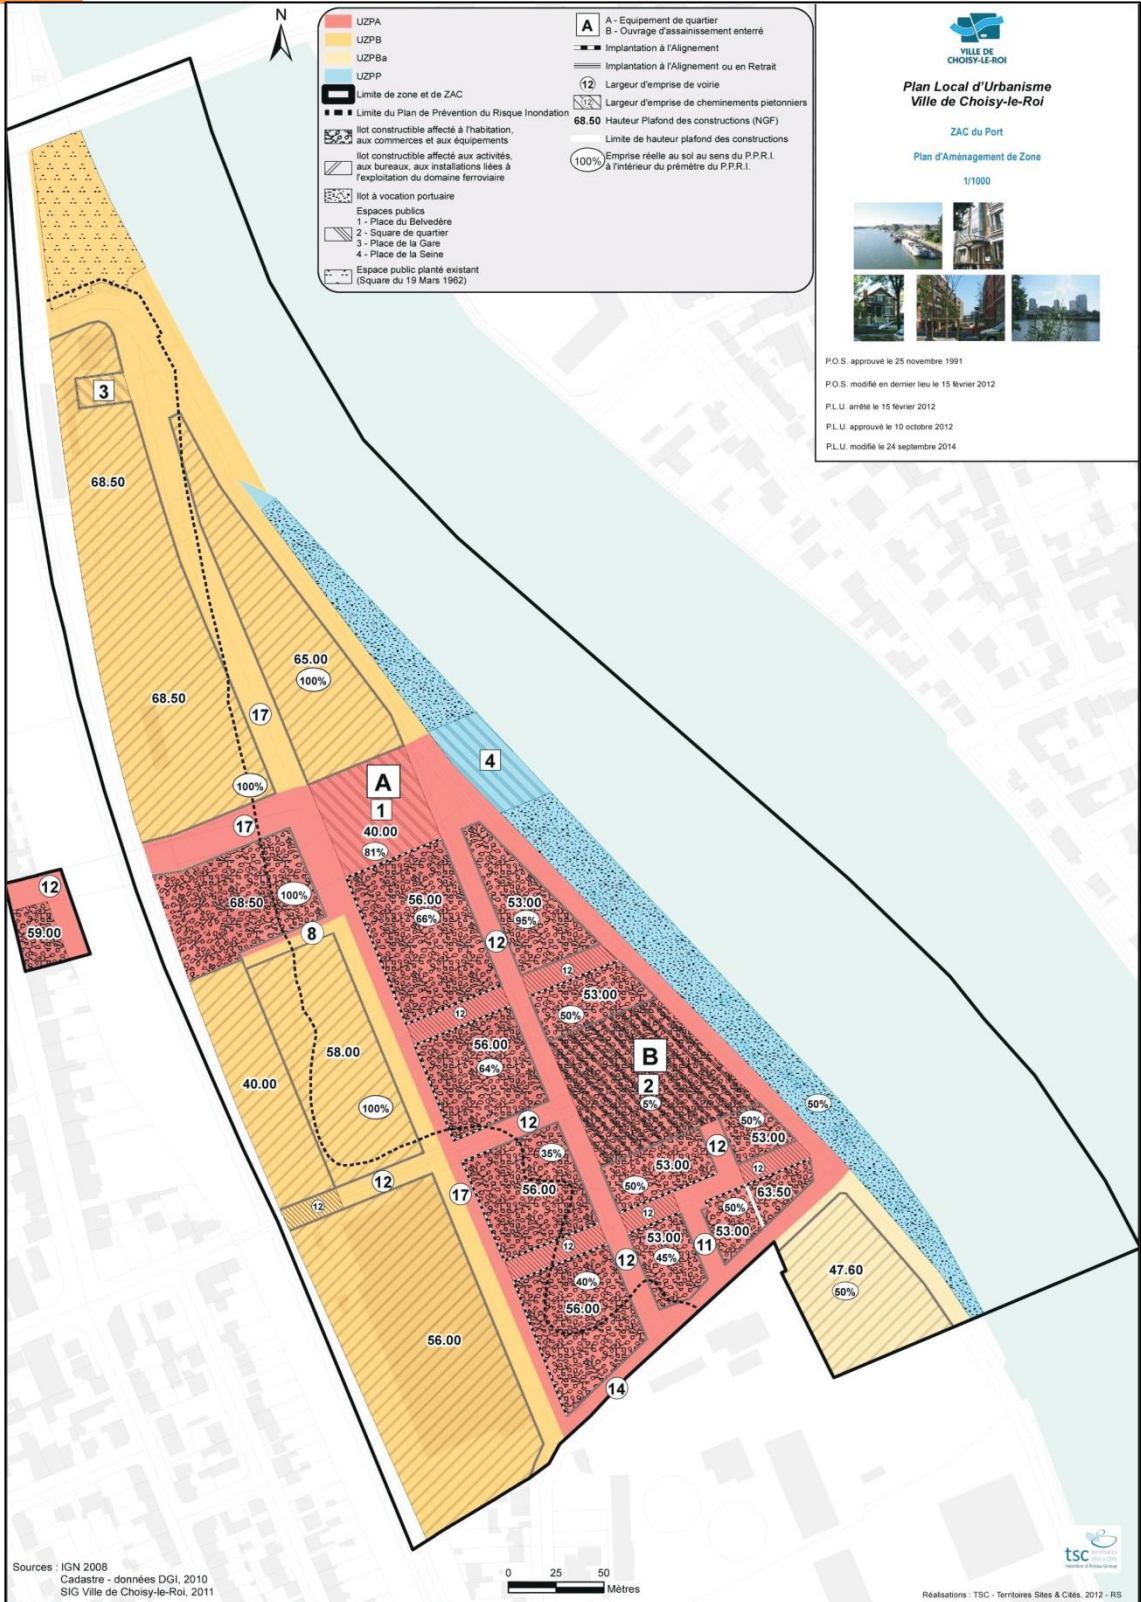 N
UZPA
UZPB
UZPBa
UZPP
Limite de zone et de ZAC
Limite du Plan de Prévention du Risque Inondation
Ilot constructible affecté à l'habitation,
aux commerces et aux équipements
Ilot constructible affecté aux activités,
aux bureaux, aux installations liées à
l'exploitation du domaine ferroviaire
Ilot à vocation portuaire
Espaces publics
1 - Place du Belvedère
2 - Square de quartier
3 - Place de la Gare
4 - Place de la Seine
Espace public planté existant
(Square du 19 Mars 1962)
A
A - Equipement de quartier
B - Ouvrage d'assainissement enterré
Implantation à l'Alignement
Implantation à l'Alignement ou en Retrait
12 Largeur d'emprise de voirie
12 Largeur d'emprise de cheminements pietonniers
68.50 Hauteur Plafond des constructions (NGF)
Limite de hauteur plafond des constructions
100% Emprise réelle au sol au sens du P.P.R.I.
à l'intérieur du prémètre du P.P.R.I.
VILLE DE
CHOISY-LE-ROI
Plan Local d'Urbanisme
Ville de Choisy-le-Roi
ZAC du Port
Plan d'Aménagement de Zone
1/1000
P.O.S. approuvé le 25 novembre 1991
P.O.S. modifié en dernier lieu le 15 février 2012
P.L.U. arrêté le 15 février 2012
P.L.U. approuvé le 10 octobre 2012
P.L.U. modifié le 24 septembre 2014
3
68.50
65.00
100%
68.50
17
4
A
100%
1
17
40.00
81%
12
59.00
68.50
100%
56.00
66%
53.00
95%
8
12
12
53.00
50%
12
56.00
64%
58.00
40.00
B
2
5%
100%
50%
12
50%
53.00
12
35%
53.00
12
12
17
56.00
50%
63.50
12
12
50%
53.00
53.00
45%
11
12
12
40%
56.00
47.60
50%
56.00
14
Sources : IGN 2008
Cadastre - données DGI, 2010
SIG Ville de Choisy-le-Roi, 2011
0 25 50
Mètres
tsc
Réalisations : TSC - Territoires Sites & Cités. 2012 - RS